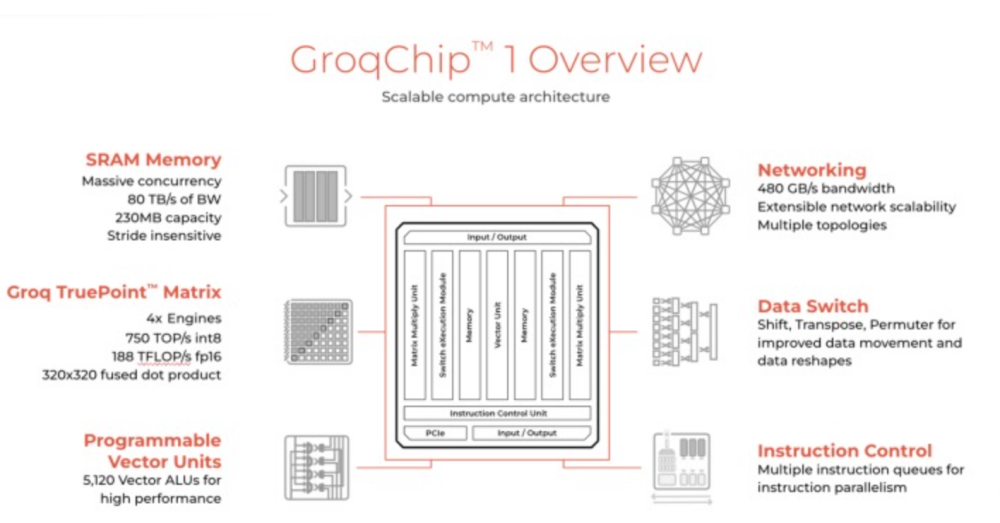 GroqChip™ 1 Overview
Scalable compute architecture
SRAM Memory
Massive concurrency
80 TB/s of BW
230MB capacity
Stride insensitive
Groq TruePoint™ Matrix
4x Engines
750 TOP/s int8
188 TFLOP/s fp16
320x320 fused dot product
Programmable
Vector Units
5,120 Vector ALUs for
high performance
Input / Output
Matrix Multiply Unit
Switch eXecution Module
Memory
Vector Unit
Memory
Switch eXecution Module
Matrix Multiply Unit
Instruction Control Unit
PCIe
Input / Output
Networking
480 GB/s bandwidth
Extensible network scalability
Multiple topologies
Data Switch
Shift, Transpose, Permuter for
improved data movement and
data reshapes
Instruction Control
Multiple instruction queues for
instruction parallelism